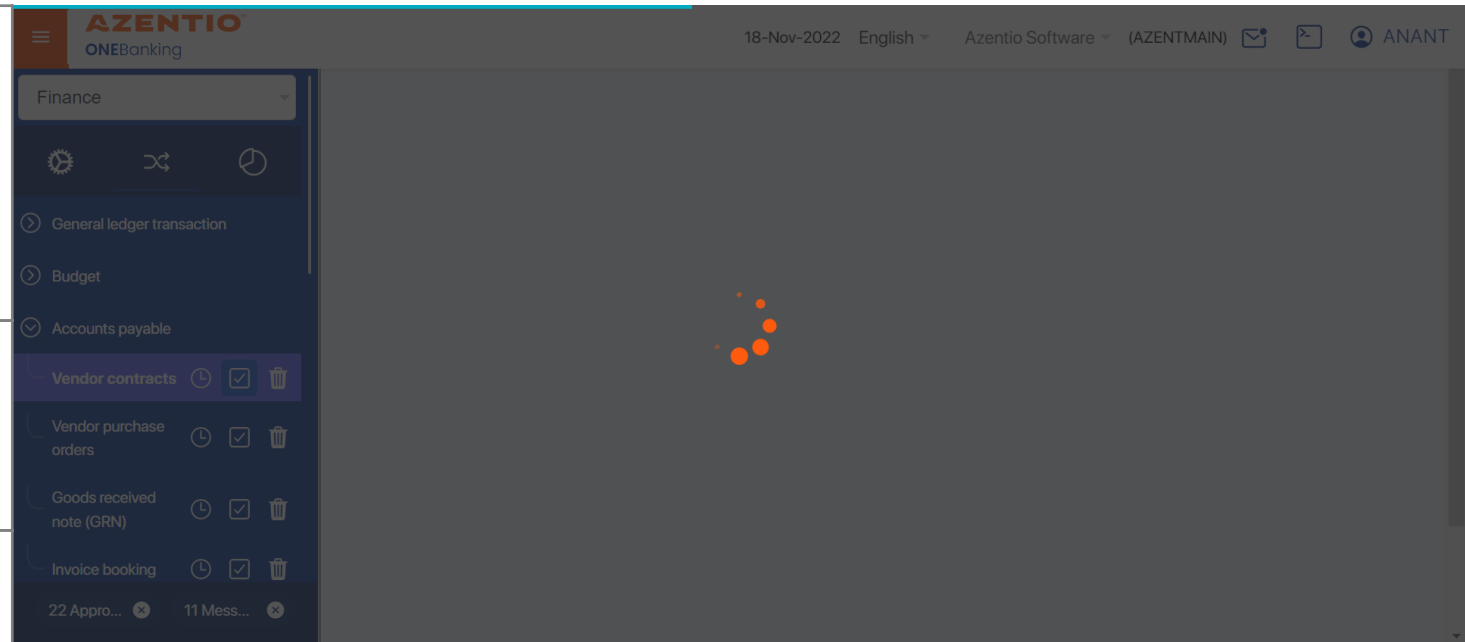 AZENTIO
ONEBanking
18-Nov-2022 English Azentio Software (AZENTMAIN) ANANT
Finance
General ledger transaction
Budget
Accounts payable
Vendor contracts
Vendor purchase
orders
Goods received
note (GRN)
Invoice booking
22 Appro... 11 Mess...